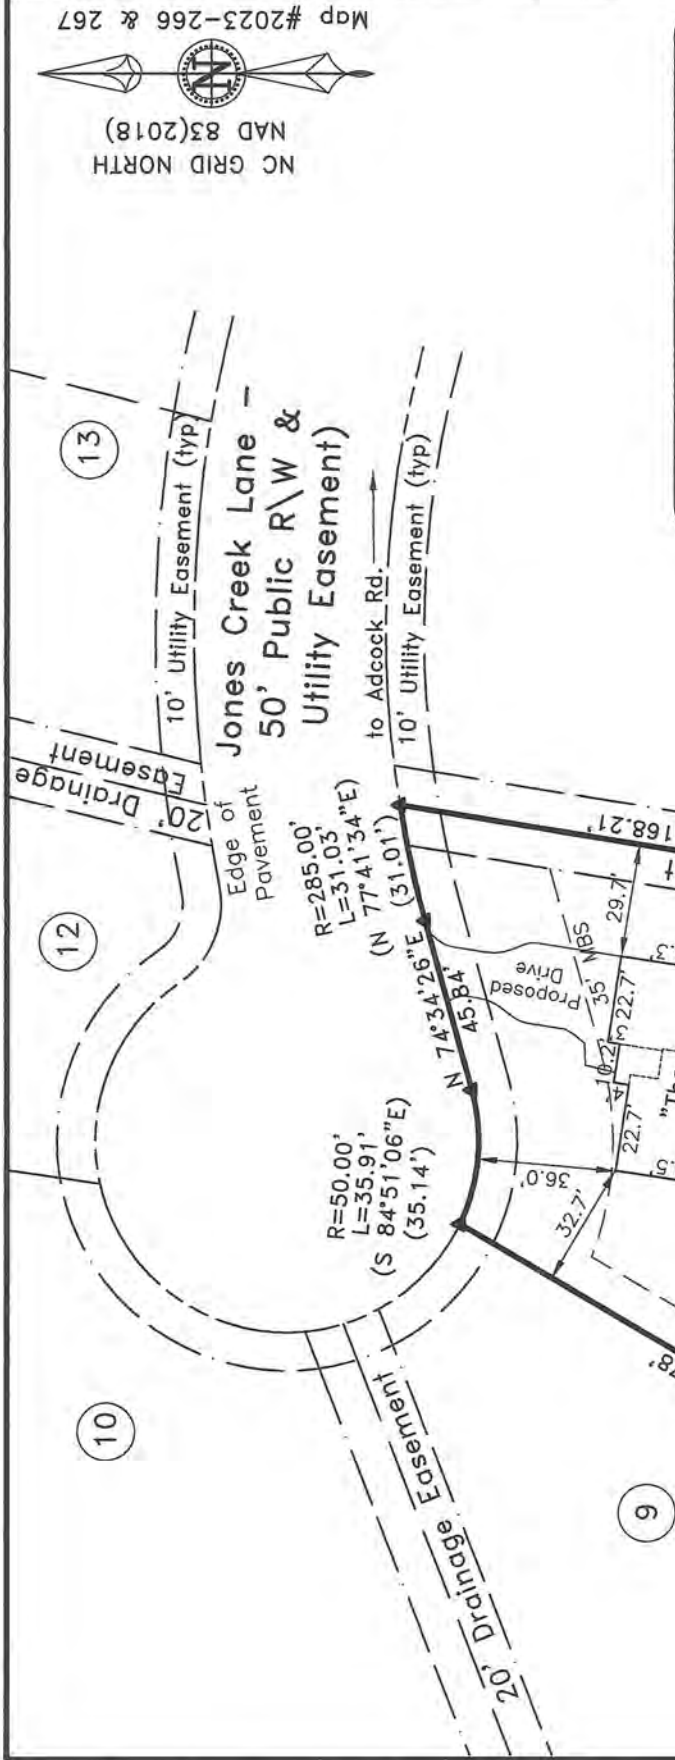 NC GRID NORTH
NAD 83(2018)
N
Map #2023-266 & 267
13
12
10
9
20' Drainage
Easement
10' Utility Easement (typ)
Jones Creek Lane -
50' Public R\W &
Utility Easement)
Edge of
Pavement
to Adcock Rd.
10' Utility Easement (typ)
R=285.00'
L=31.03'
(N 77°41'34"E)
(31.01')
N 74°34'26"E
45.84'
R=50.00'
L=35.91'
(S 84°51'06"E)
(35.14')
20' Drainage Easement
168.21'
Proposed
Drive
35' MBS
29.7'
22.7'
3'
10.2'
4'
22.7'
36.0'
32.7'